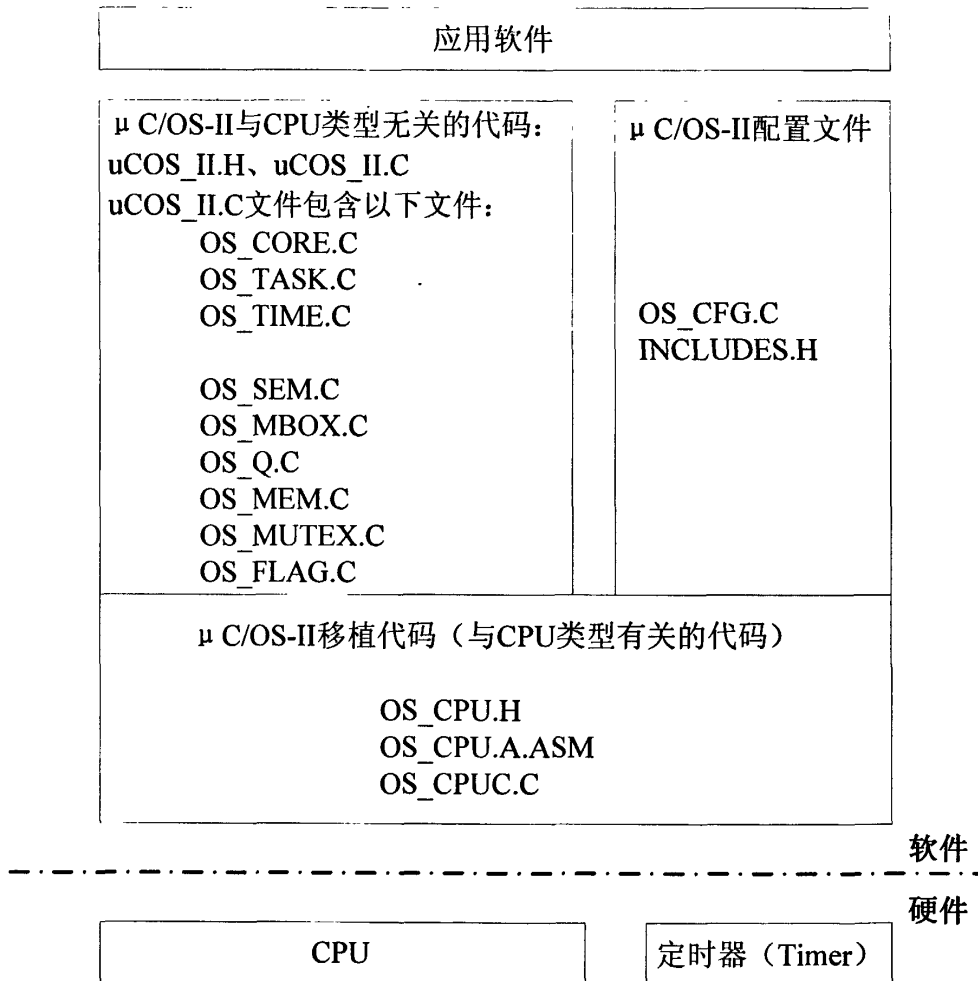 应用软件
μ C/OS-II与CPU类型无关的代码：
uCOS_II.H、uCOS_II.C
uCOS_II.C文件包含以下文件：
OS_CORE.C
OS_TASK.C
OS_TIME.C
OS_SEM.C
OS_MBOX.C
OS_Q.C
OS_MEM.C
OS_MUTEX.C
OS_FLAG.C
μ C/OS-II配置文件
OS_CFG.C
INCLUDES.H
μ C/OS-II移植代码（与CPU类型有关的代码）
OS_CPU.H
OS_CPU.A.ASM
OS_CPUC.C
软件
硬件
CPU
定时器（Timer）